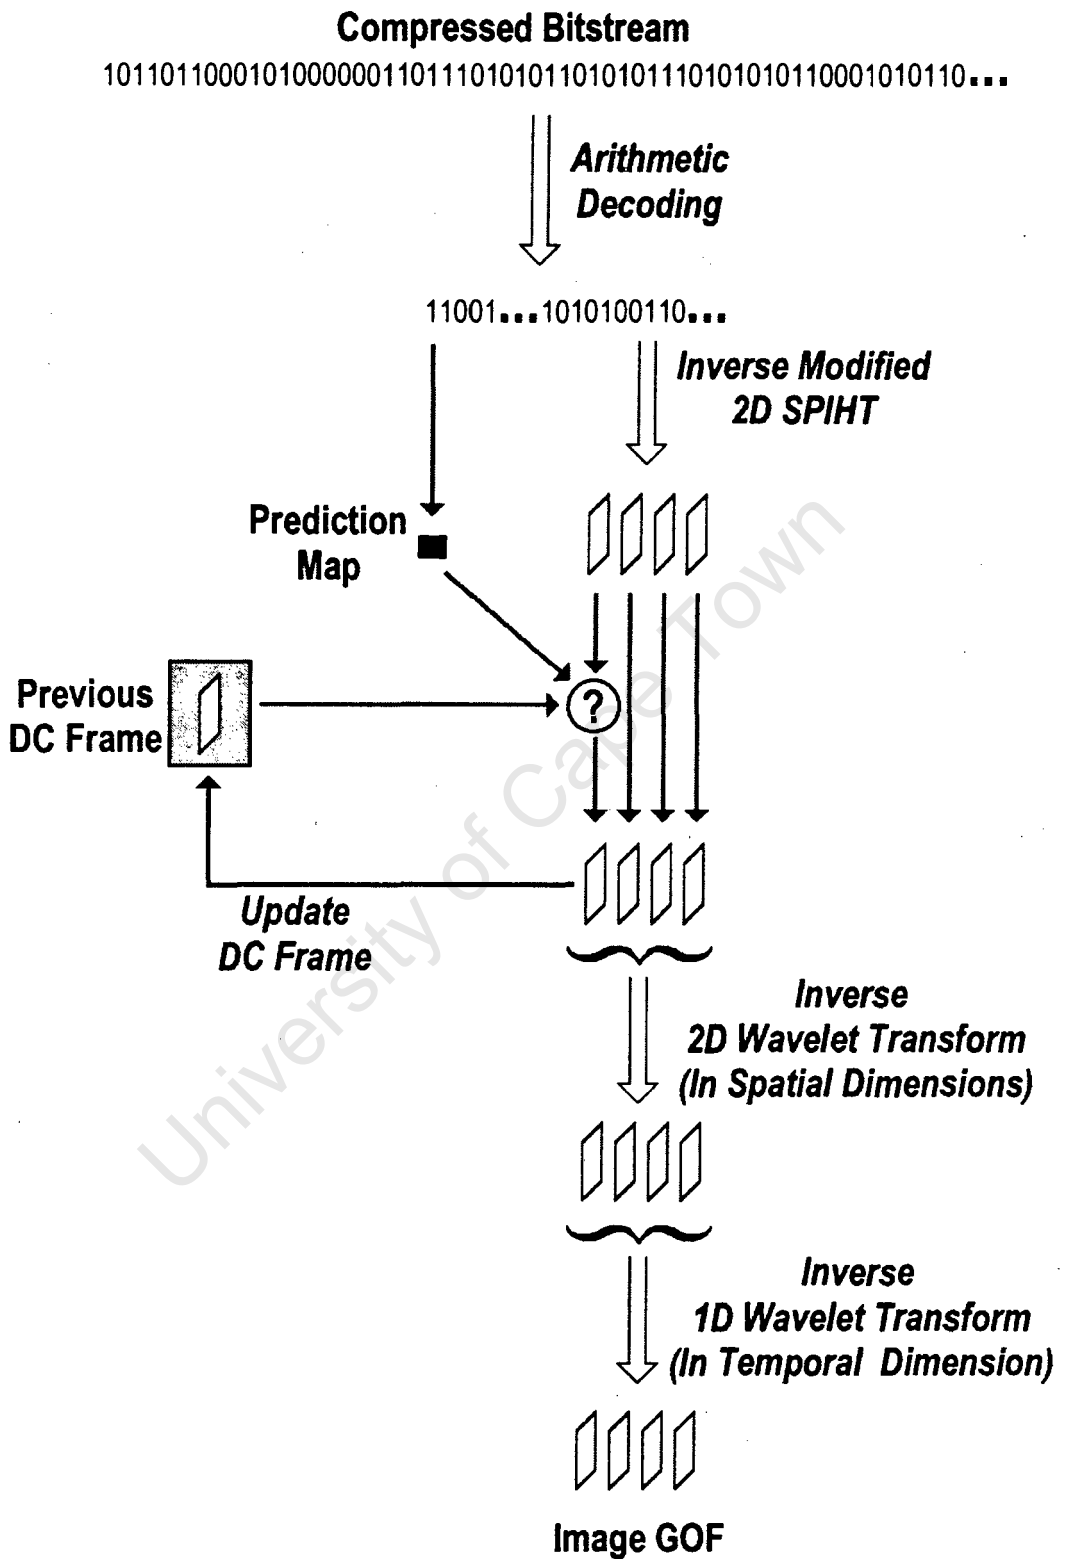 Compressed Bitstream
1011011000101000000110111010101101010101110101010110001010110...
Arithmetic
Decoding
11001...1010100110...
Inverse Modified
2D SPIHT
Prediction
Map
Previous
DC Frame
?
Update
DC Frame
Inverse
2D Wavelet Transform
(In Spatial Dimensions)
Inverse
1D Wavelet Transform
(In Temporal Dimension)
Image GOF
University of Cape Town